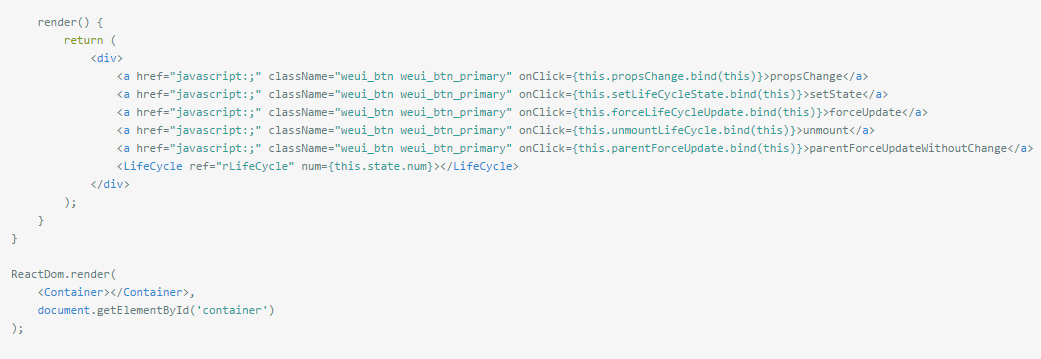 render() {
return (
<div>
<a href="javascript:;" className="weui_btn weui_btn_primary" onClick={this.propsChange.bind(this)}>propsChange</a>
<a href="javascript:;" className="weui_btn weui_btn_primary" onClick={this.setLifeCycleState.bind(this)}>setState</a>
<a href="javascript:;" className="weui_btn weui_btn_primary" onClick={this.forceLifeCycleUpdate.bind(this)}>forceUpdate</a>
<a href="javascript:;" className="weui_btn weui_btn_primary" onClick={this.unmountLifeCycle.bind(this)}>unmount</a>
<a href="javascript:;" className="weui_btn weui_btn_primary" onClick={this.parentForceUpdate.bind(this)}>parentForceUpdateWithoutChange</a>
<LifeCycle ref="rLifeCycle" num={this.state.num}></LifeCycle>
</div>
);
}
}
ReactDom.render(
<Container></Container>,
document.getElementById('container')
);